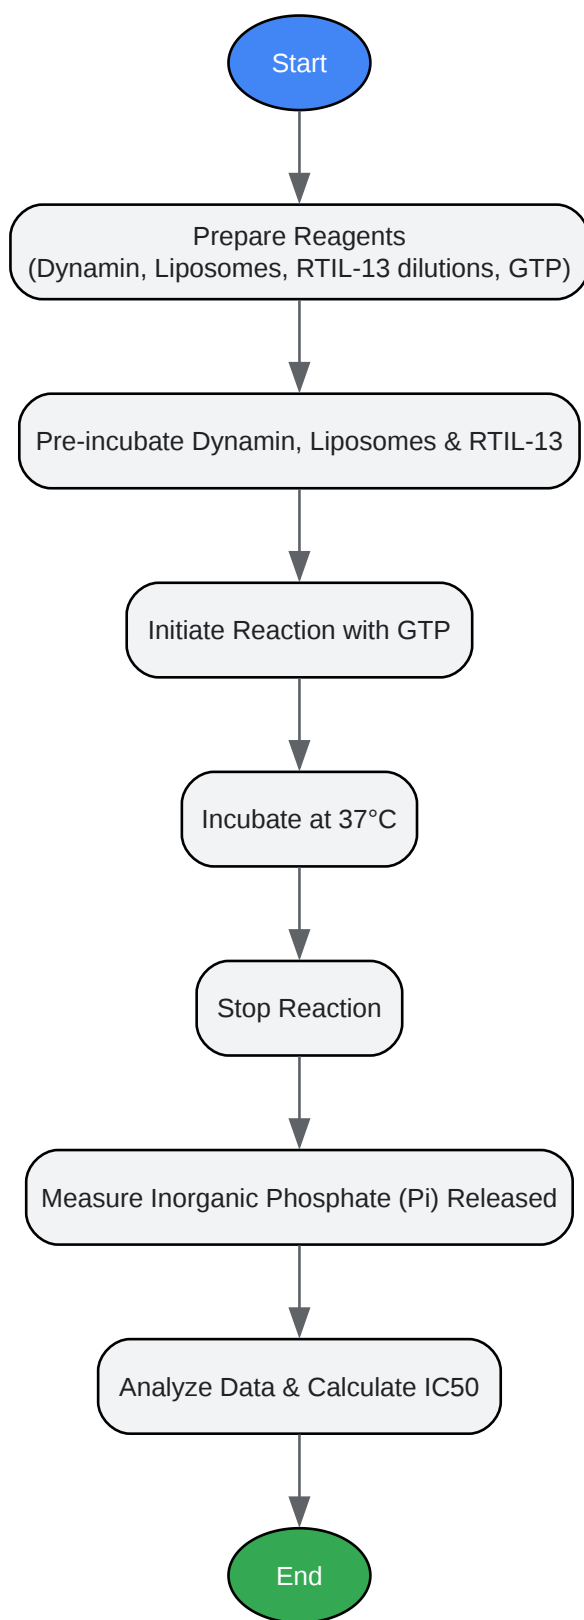 Start
Prepare Reagents
(Dynamin, Liposomes, RTIL-13 dilutions, GTP)
Pre-incubate Dynamin, Liposomes & RTIL-13
Initiate Reaction with GTP
Incubate at 37°C
Stop Reaction
Measure Inorganic Phosphate (Pi) Released
Analyze Data & Calculate IC50
End